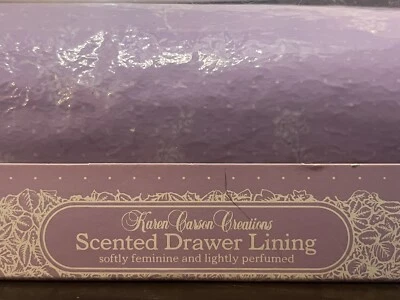 Karen Carson Creations
Scented Drawer Lining
softly feminine and lightly perfumed